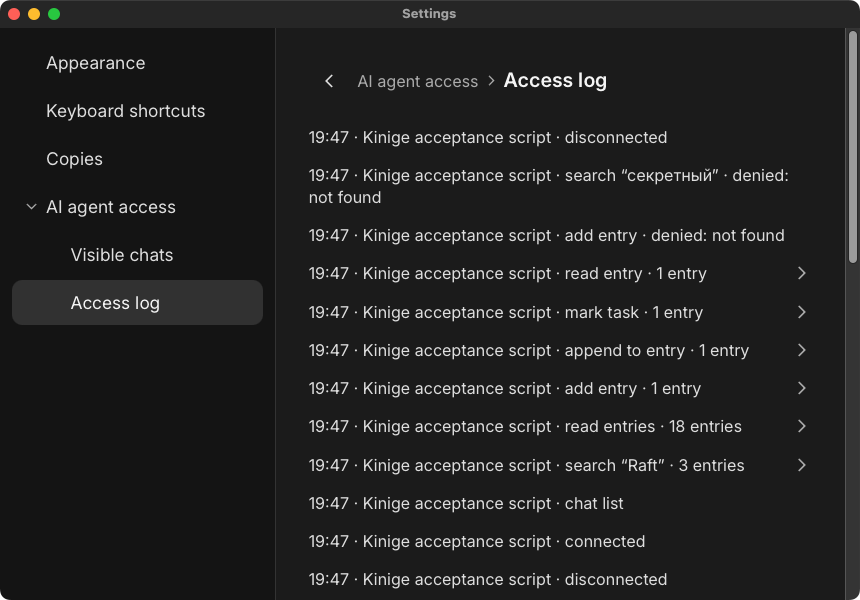 Settings
Appearance
Keyboard shortcuts
Copies
AI agent access
Visible chats
Access log
AI agent access > Access log
19:47 · Kinige acceptance script · disconnected
19:47 · Kinige acceptance script · search “секретный” · denied:
not found
19:47 · Kinige acceptance script · add entry · denied: not found
19:47 · Kinige acceptance script · read entry · 1 entry
19:47 · Kinige acceptance script · mark task · 1 entry
19:47 · Kinige acceptance script · append to entry · 1 entry
19:47 · Kinige acceptance script · add entry · 1 entry
19:47 · Kinige acceptance script · read entries · 18 entries
19:47 · Kinige acceptance script · search “Raft” · 3 entries
19:47 · Kinige acceptance script · chat list
19:47 · Kinige acceptance script · connected
19:47 · Kinige acceptance script · disconnected